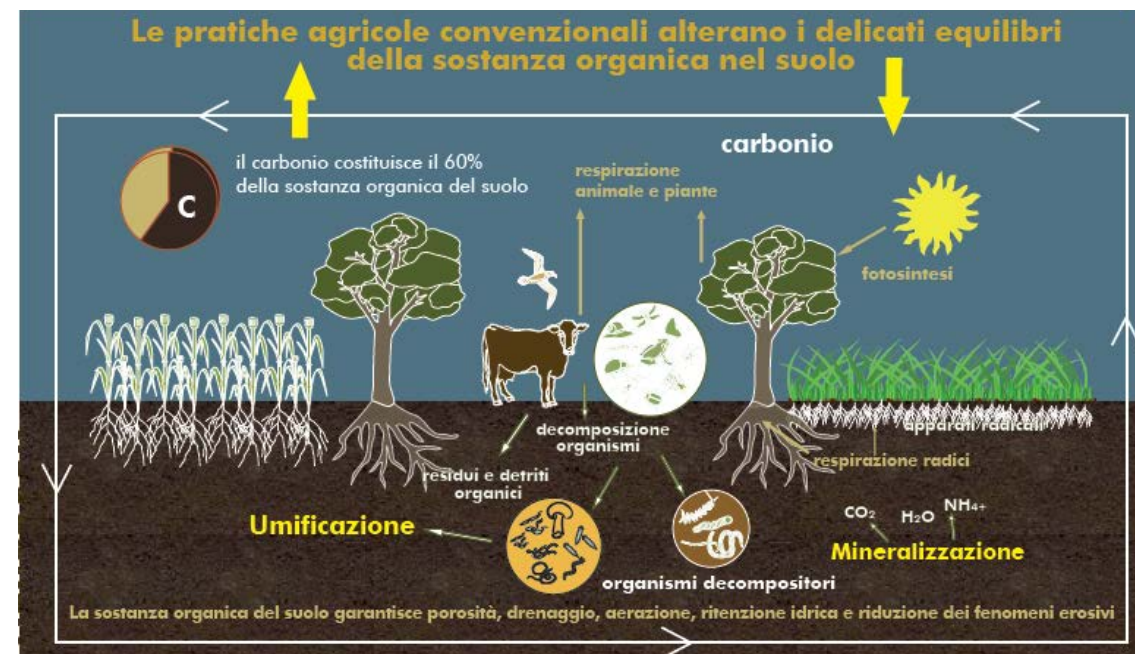 Le pratiche agricole convenzionali alterano i delicati equilibri
della sostanza organica nel suolo
carbonio
il carbonio costituisce il 60%
della sostanza organica del suolo
C
respirazione
animale e piante
fotosintesi
decomposizione
organismi
apparati radicali
residui e detriti
organici
respirazione radici
Umificazione
CO2
H2O
NH4+
Mineralizzazione
organismi decompositori
La sostanza organica del suolo garantisce porosità, drenaggio, aerazione, ritenzione idrica e riduzione dei fenomeni erosivi